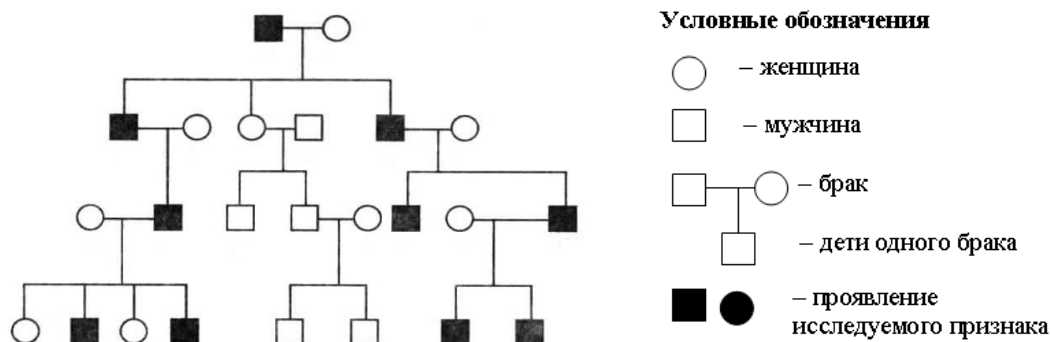 Условные обозначения
– женщина
– мужчина
– брак
– дети одного брака
– проявление
исследуемого признака